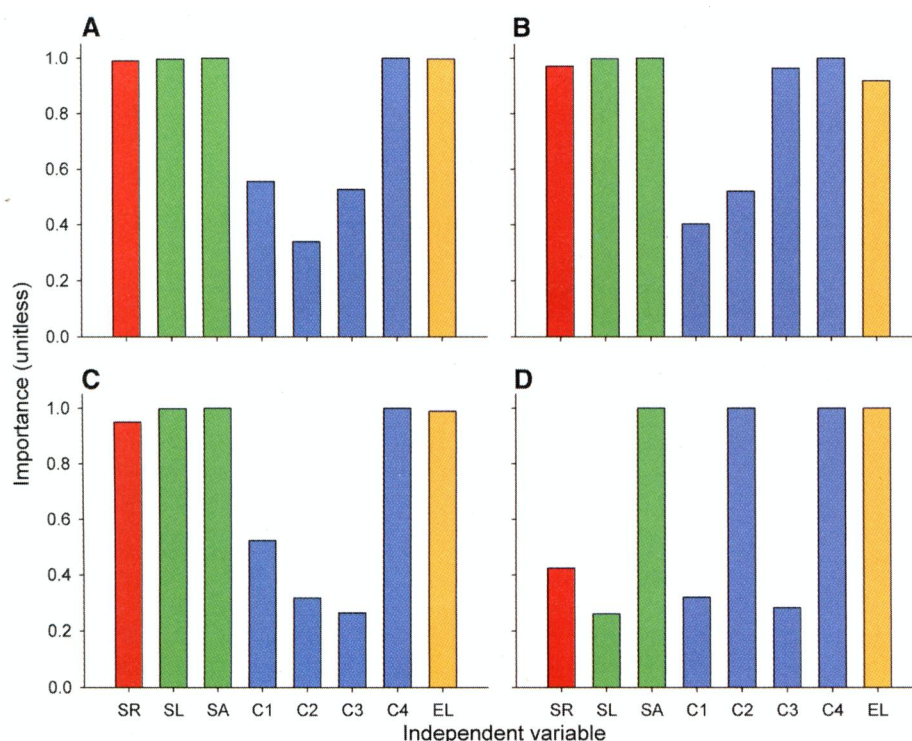 A
B
1.0
0.8
0.6
0.4
0.2
0.0
C
D
1.0
0.8
0.6
0.4
0.2
0.0
Importance (unitless)
SR SL SA C1 C2 C3 C4 EL
SR SL SA C1 C2 C3 C4 EL
Independent variable